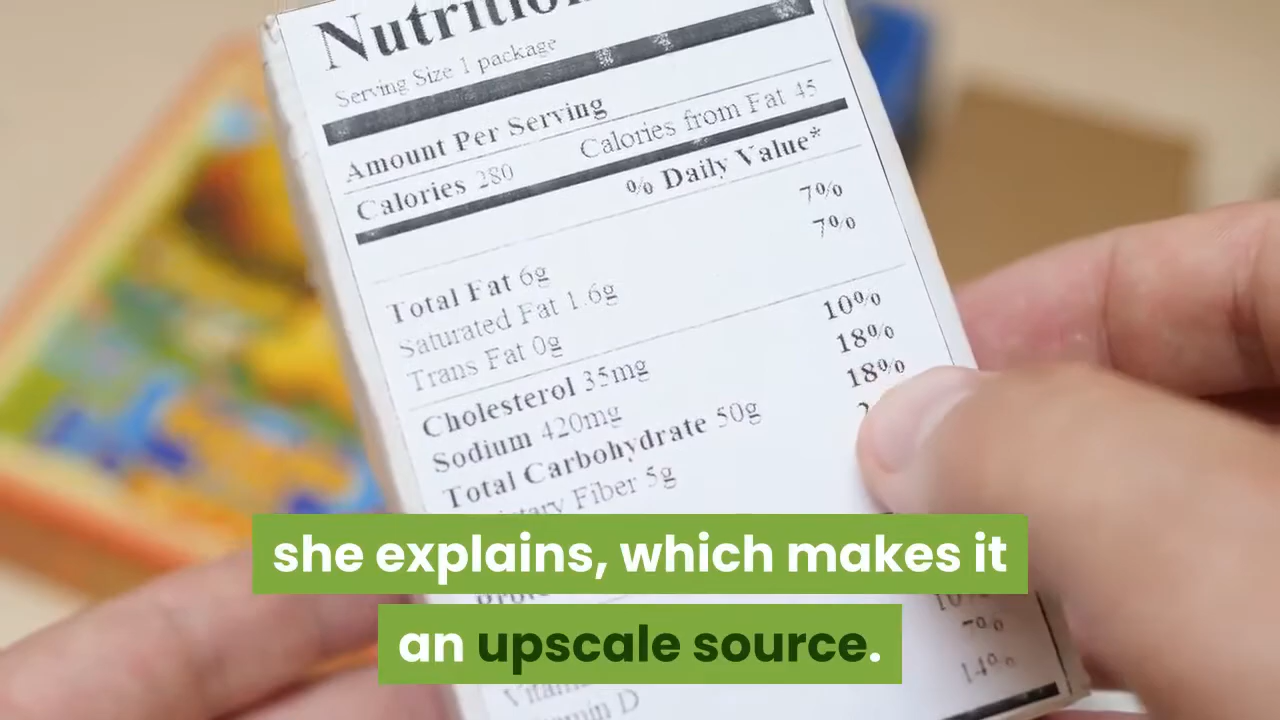 Serving Size 1 package
Amount Per Serving
Calories 280 Calories from Fat 45
% Daily Value*
Total Fat 6g 7%
Saturated Fat 1.6g 7%
Trans Fat 0g
Cholesterol 35mg 10%
Sodium 420mg 18%
Total Carbohydrate 50g 18%
Fiber 5g
she explains, which makes it
an upscale source.
7%
14%
D